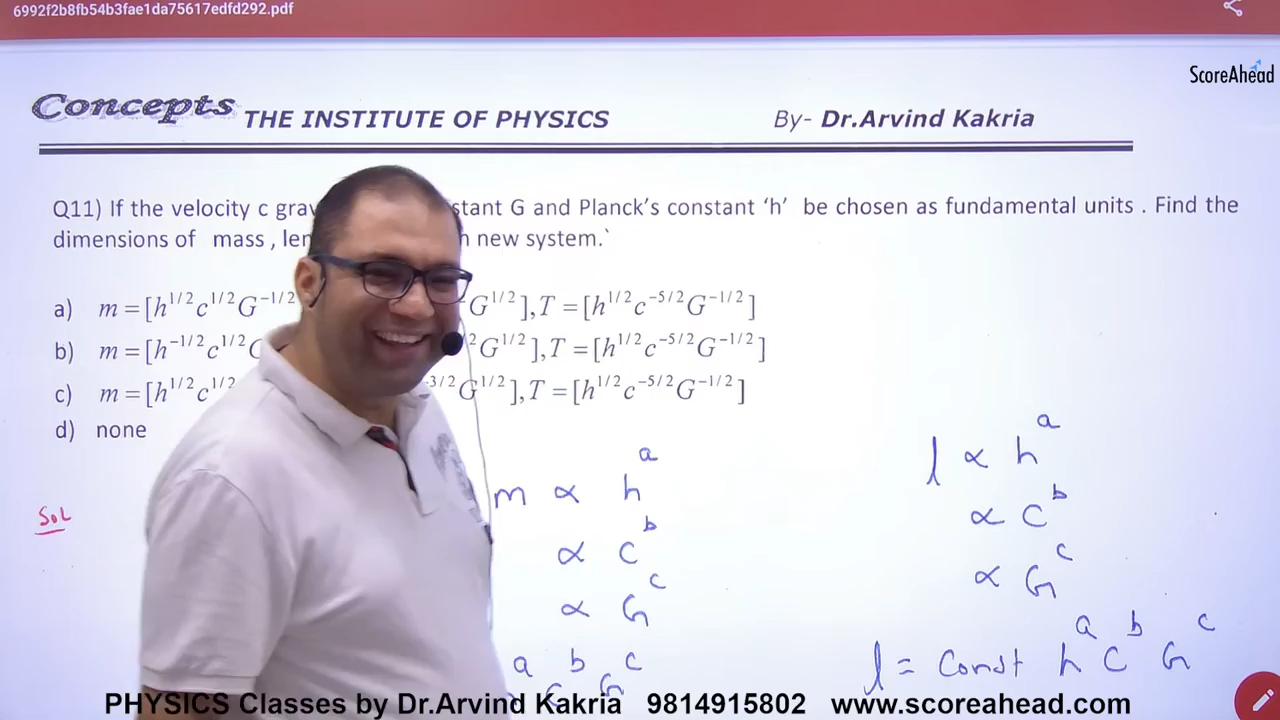 6992f2b8fb54b3fae1da75617edfd292.pdf
ScoreAhead
Concepts THE INSTITUTE OF PHYSICS By- Dr.Arvind Kakria
Q11) If the velocity c grav stant G and Planck's constant 'h' be chosen as fundamental units . Find the
dimensions of mass , len new system.`
a) m = [h^{1/2}c^{1/2}G^{-1/2} G^{1/2}], T = [h^{1/2}c^{-5/2}G^{-1/2}]
b) m = [h^{-1/2}c^{1/2}G G^{1/2}], T = [h^{1/2}c^{-5/2}G^{-1/2}]
c) m = [h^{1/2}c^{1/2} ^{-3/2}G^{1/2}], T = [h^{1/2}c^{-5/2}G^{-1/2}]
d) none
Sol
m ∝ h^a
∝ c^b
∝ G^c
a b c
l ∝ h^a
∝ c^b
∝ G^c
l = Const h^a c^b G^c
PHYSICS Classes by Dr.Arvind Kakria 9814915802 www.scoreahead.com